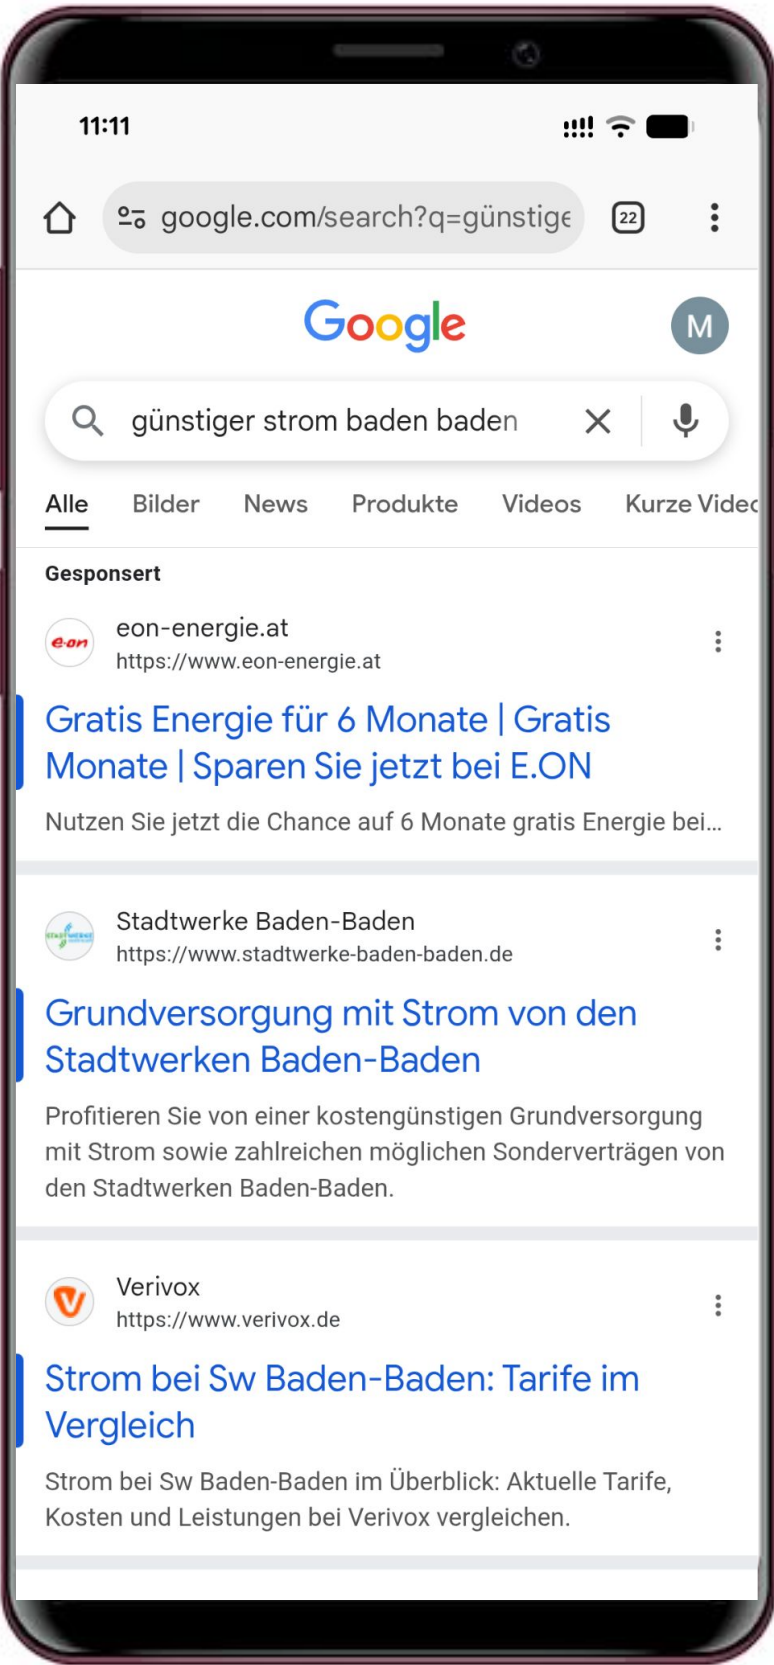 11:11
google.com/search?q=günstige
22
Google
M
günstiger strom baden baden
Alle Bilder News Produkte Videos Kurze Videc
Gesponsert
e·on
eon-energie.at
https://www.eon-energie.at
Gratis Energie für 6 Monate | Gratis
Monate | Sparen Sie jetzt bei E.ON
Nutzen Sie jetzt die Chance auf 6 Monate gratis Energie bei...
Stadtwerke Baden-Baden
https://www.stadtwerke-baden-baden.de
Grundversorgung mit Strom von den
Stadtwerken Baden-Baden
Profitieren Sie von einer kostengünstigen Grundversorgung
mit Strom sowie zahlreichen möglichen Sonderverträgen von
den Stadtwerken Baden-Baden.
Verivox
https://www.verivox.de
Strom bei Sw Baden-Baden: Tarife im
Vergleich
Strom bei Sw Baden-Baden im Überblick: Aktuelle Tarife,
Kosten und Leistungen bei Verivox vergleichen.